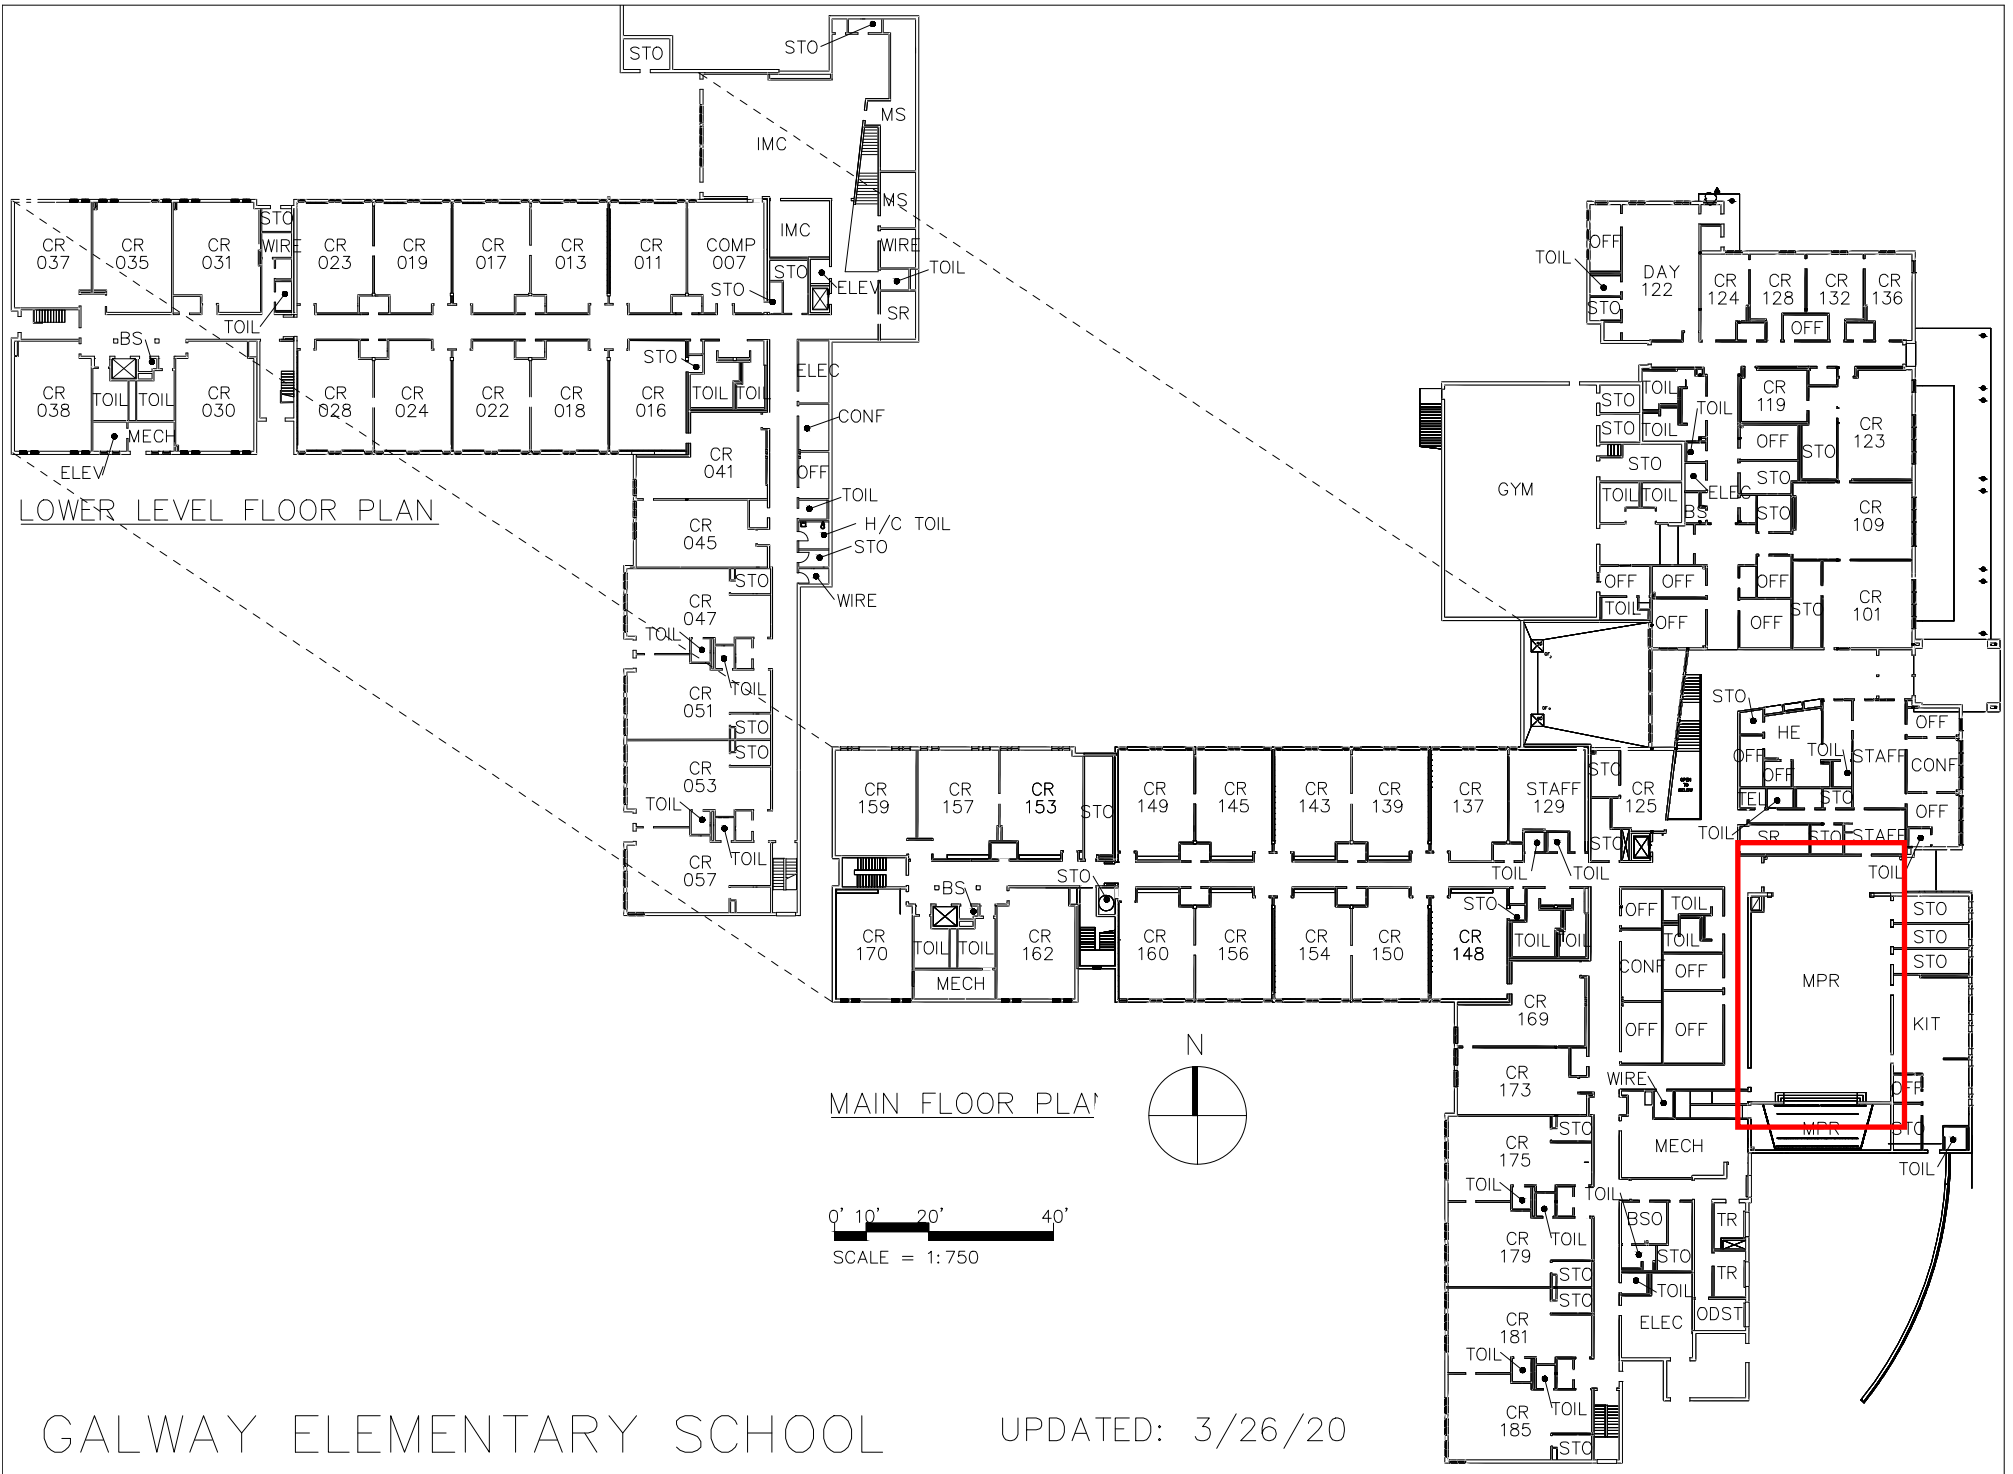 STO
STO
MS
IMC
MS
IMC
WIRE
TOIL
STO
WIRE
TOIL
CR
037
CR
035
CR
031
CR
023
CR
019
CR
017
CR
013
CR
011
COMP
007
STO
STO
ELEV
SR
BS
CR
038
TOIL
TOIL
CR
030
MECH
ELEV
CR
028
CR
024
CR
022
CR
018
CR
016
STO
TOIL
TOIL
ELEC
CONF
OFF
TOIL
H/C TOIL
STO
WIRE
CR
041
CR
045
STO
CR
047
TOIL
TOIL
CR
051
STO
STO
CR
053
TOIL
TOIL
CR
057
LOWER LEVEL FLOOR PLAN
OFF
TOIL
DAY
122
STO
CR
124
CR
128
CR
132
CR
136
OFF
GYM
STO
STO
TOIL
TOIL
TOIL
STO
TOIL
TOIL
ELEC
BS
CR
119
OFF
STO
STO
STO
CR
123
CR
109
CR
101
OFF
TOIL
OFF
OFF
OFF
OFF
STO
STO
HE
OFF
OFF
TOIL
STAFF
OFF
CONF
OFF
TEL
STO
TOIL
SR
STO
STAFF
TOIL
OPEN
TO
BELOW
CR
159
CR
157
CR
153
STO
CR
149
CR
145
CR
143
CR
139
CR
137
STAFF
129
STO
CR
125
STO
TOIL
TOIL
BS
STO
CR
170
TOIL
TOIL
MECH
CR
162
CR
160
CR
156
CR
154
CR
150
CR
148
STO
TOIL
TOIL
OFF
TOIL
TOIL
CONF
OFF
OFF
OFF
MPR
STO
STO
STO
KIT
OFF
MPR
STO
TOIL
CR
169
CR
173
WIRE
MECH
STO
CR
175
TOIL
TOIL
CR
179
STO
STO
CR
181
TOIL
TOIL
CR
185
STO
TOIL
BSO
STO
TOIL
ELEC
TR
TR
ODST
MAIN FLOOR PLAN
N
0' 10' 20' 40'
SCALE = 1:750
GALWAY ELEMENTARY SCHOOL
UPDATED: 3/26/20